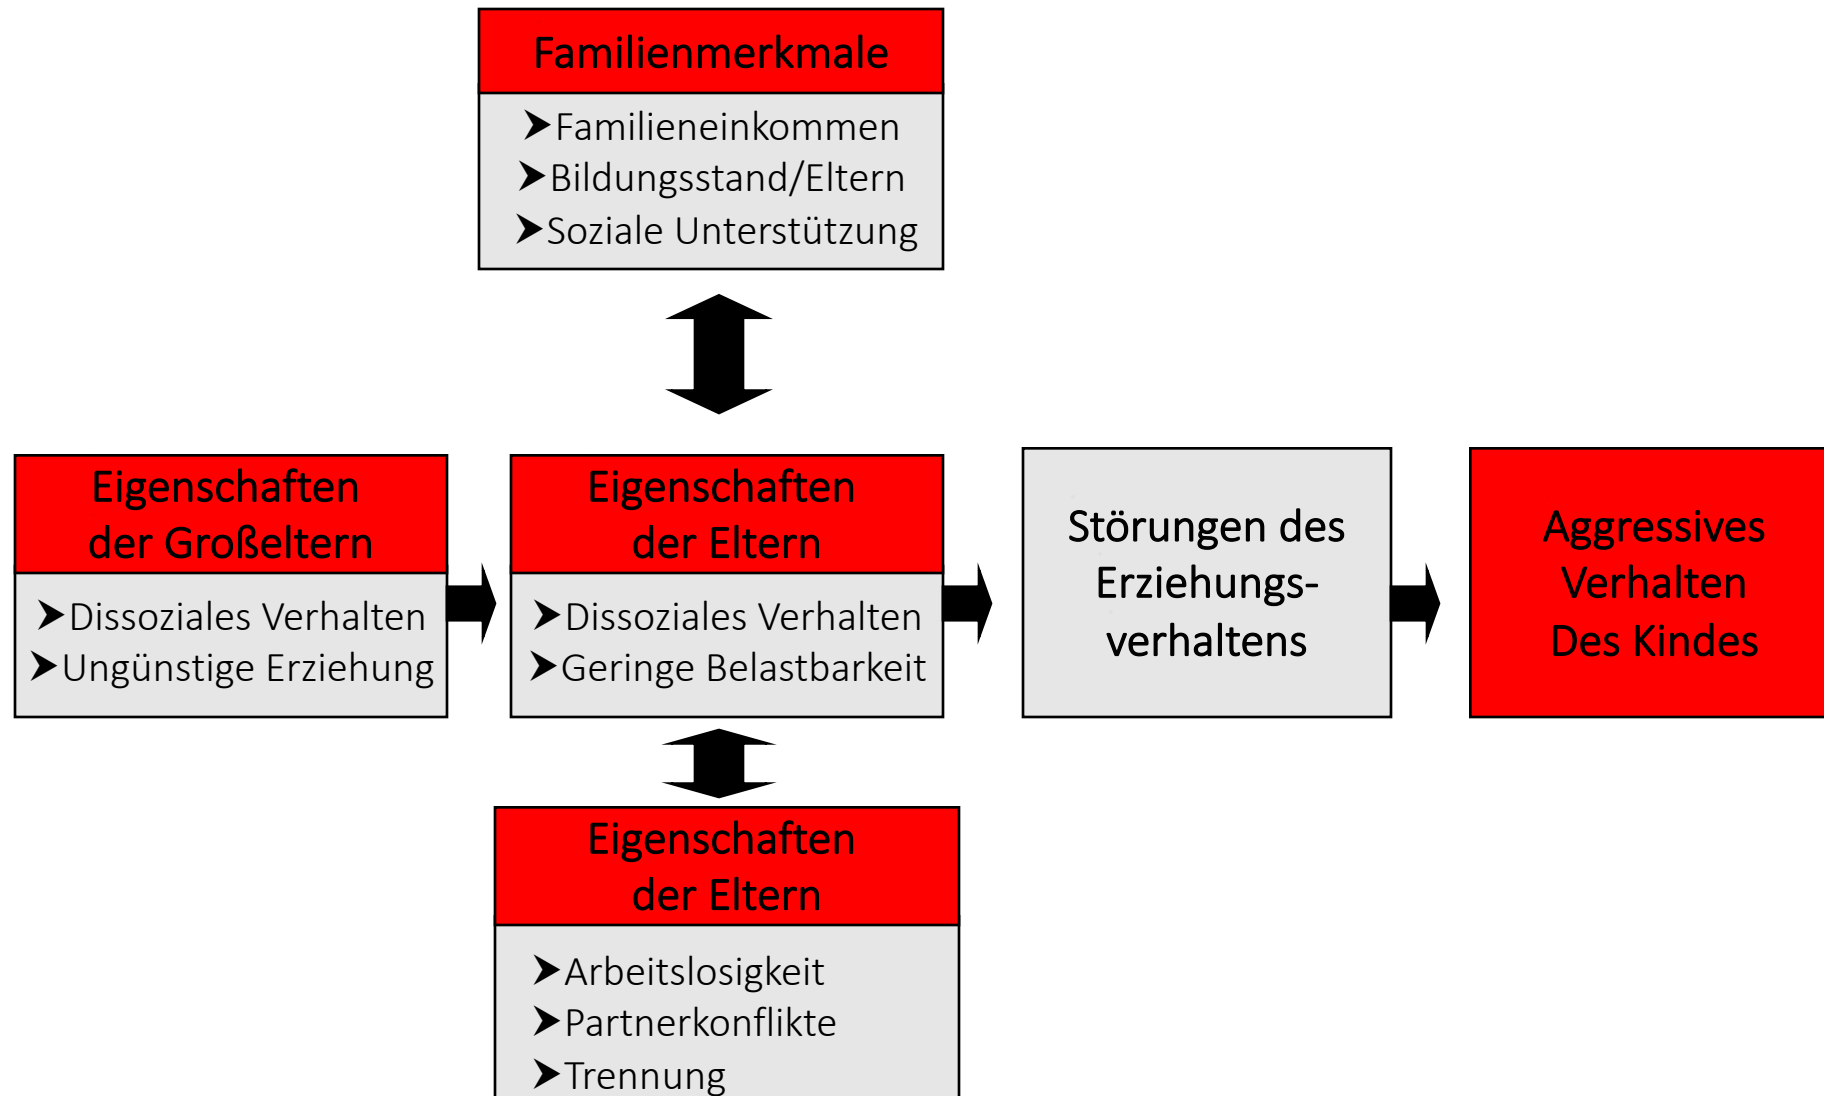 Familienmerkmale
➤Familieneinkommen
➤Bildungsstand/Eltern
➤Soziale Unterstützung
Eigenschaften
der Großeltern
➤Dissoziales Verhalten
➤Ungünstige Erziehung
Eigenschaften
der Eltern
➤Dissoziales Verhalten
➤Geringe Belastbarkeit
Störungen des
Erziehungs-
verhaltens
Aggressives
Verhalten
Des Kindes
Eigenschaften
der Eltern
➤Arbeitslosigkeit
➤Partnerkonflikte
➤Trennung